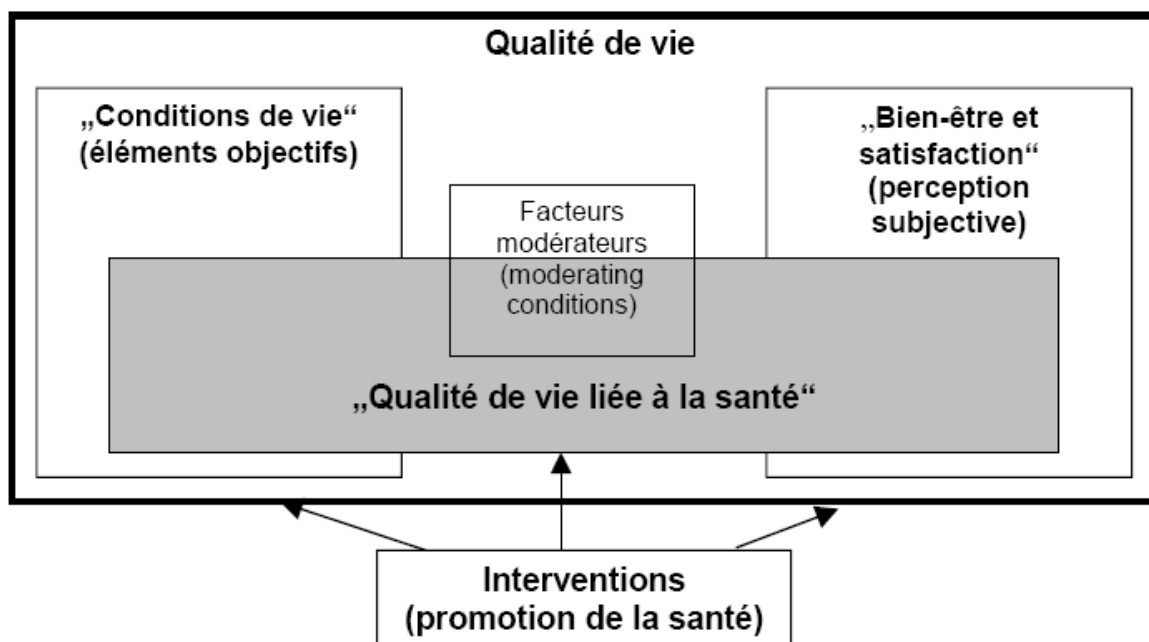 Qualité de vie
„Conditions de vie“
(éléments objectifs)
„Bien-être et
satisfaction“
(perception
subjective)
Facteurs
modérateurs
(moderating
conditions)
„Qualité de vie liée à la santé“
Interventions
(promotion de la santé)